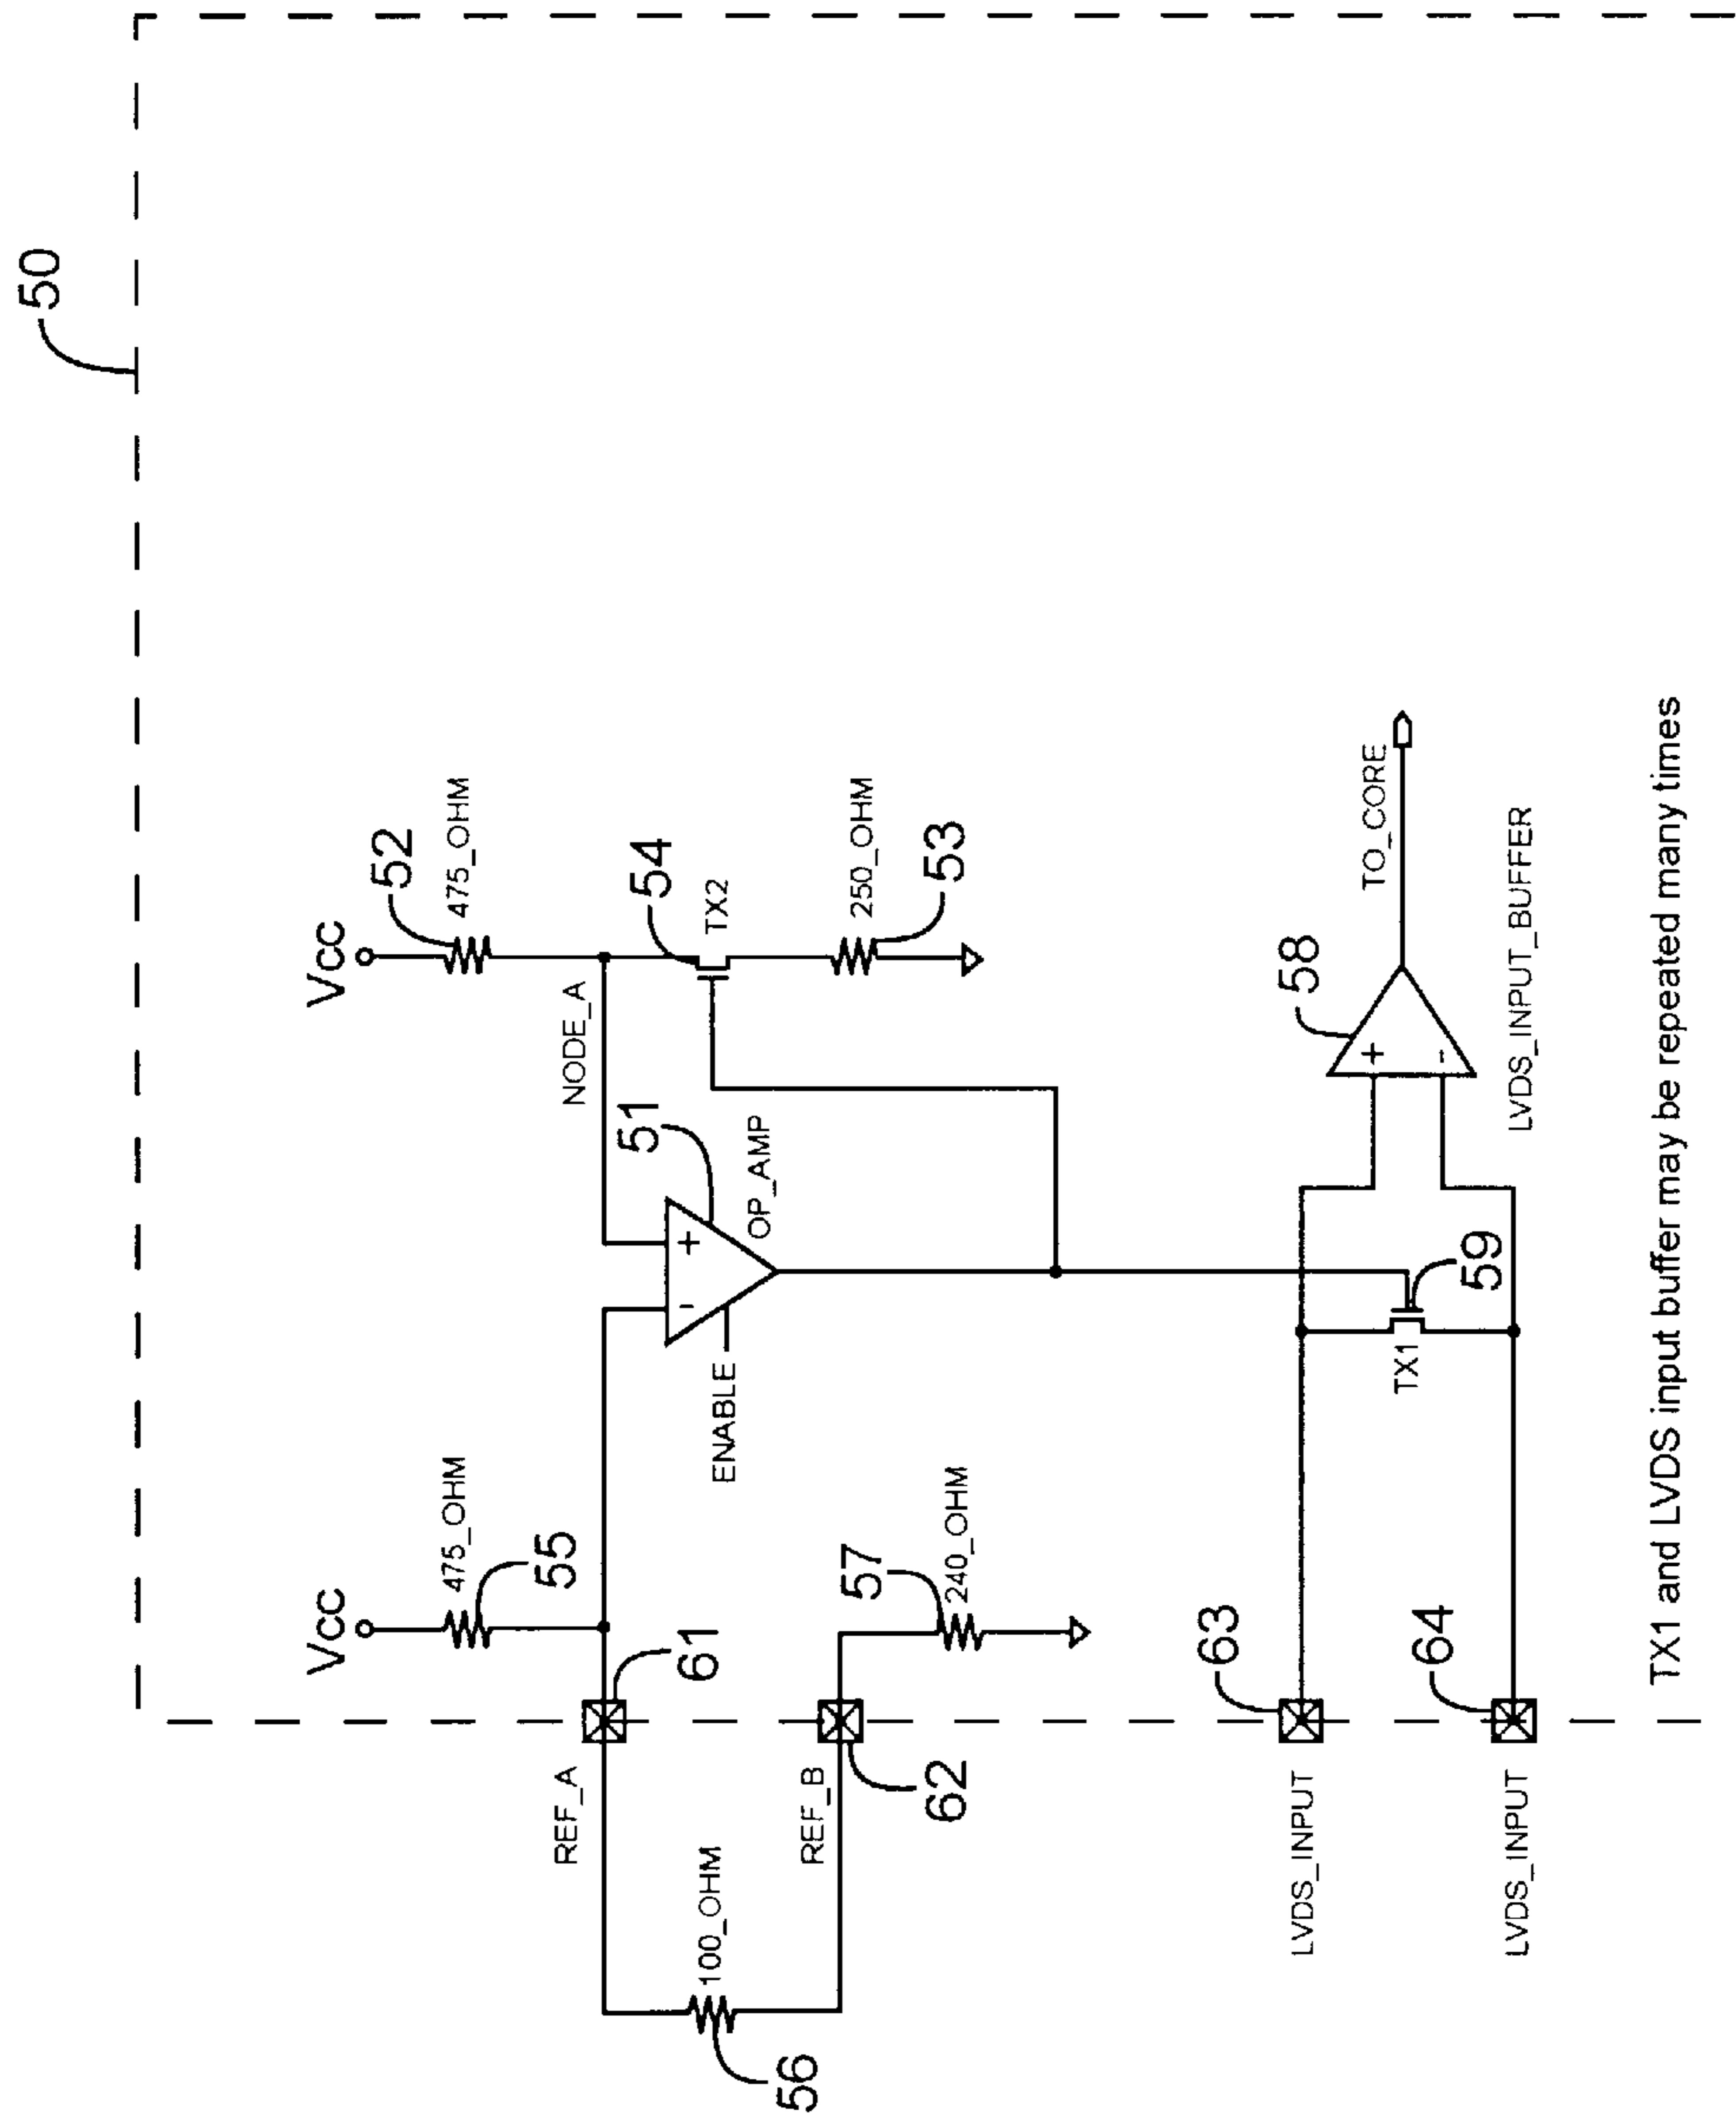 50
Vcc
52
475_OHM
NODE_A
54
TX2
250_OHM
53
51
OP_AMP
+
-
ENABLE
Vcc
475_OHM
55
61
57
240_OHM
REF_A
REF_B
62
100_OHM
56
TO_CORE
58
+
-
LVDS_INPUT_BUFFER
59
TX1
63
64
LVDS_INPUT
LVDS_INPUT
TX1 and LVDS input buffer may be repeated many times